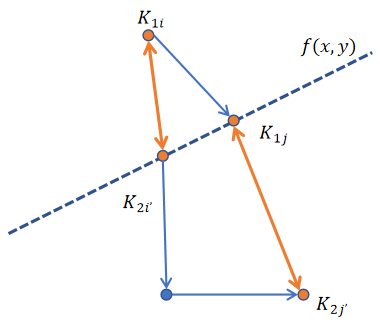 K₁ᵢ
f(x, y)
K₁ⱼ
K₂ᵢ′
K₂ⱼ′